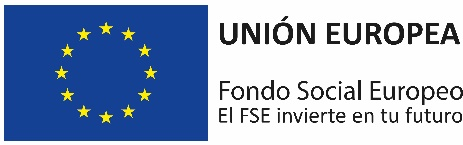 UNIÓN EUROPEA
Fondo Social Europeo
El FSE invierte en tu futuro